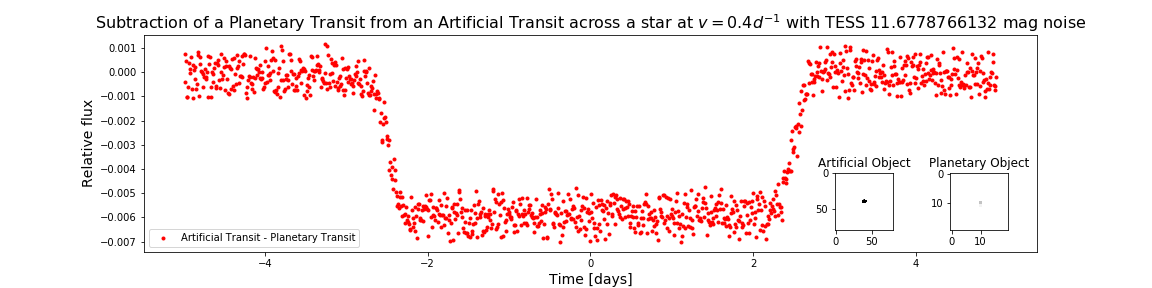 Subtraction of a Planetary Transit from an Artificial Transit across a star at v = 0.4d⁻¹ with TESS 11.6778766132 mag noise
Relative flux
0.001
0.000
−0.001
−0.002
−0.003
−0.004
−0.005
−0.006
−0.007
Artificial Object
Planetary Object
0
50
0 50
0
10
0 10
Artificial Transit - Planetary Transit
−4 −2 0 2 4
Time [days]